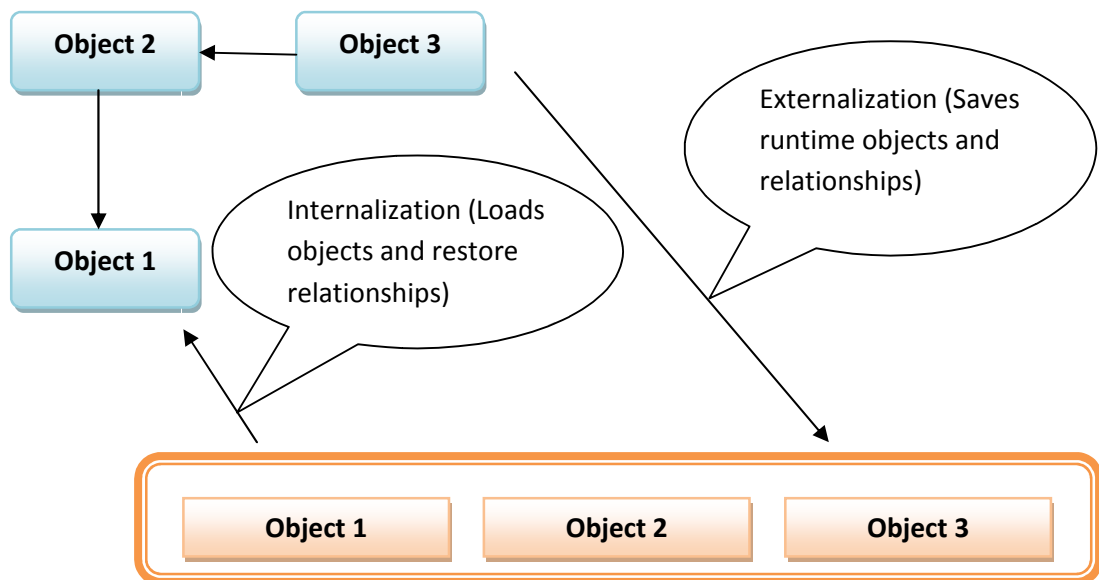 Object 2
Object 3
Externalization (Saves
runtime objects and
relationships)
Internalization (Loads
objects and restore
relationships)
Object 1
Object 1
Object 2
Object 3